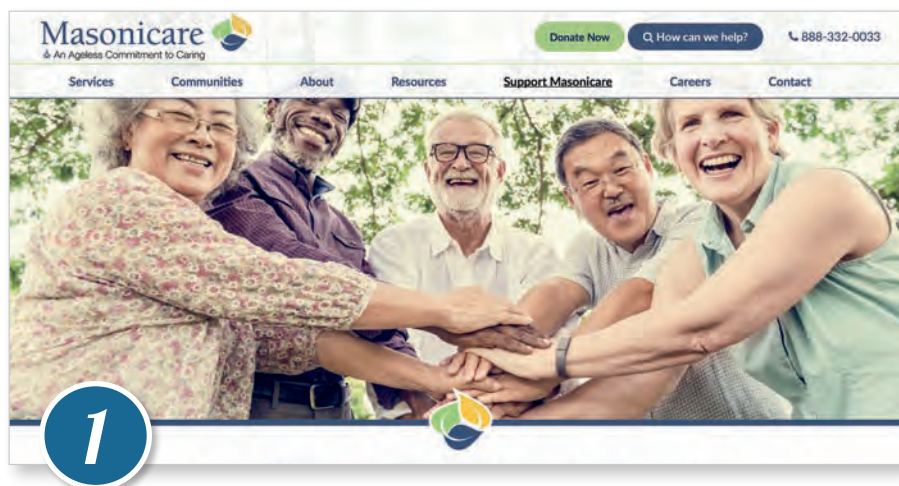 Masonicare
An Ageless Commitment to Caring
Donate Now
How can we help?
888-332-0033
Services Communities About Resources Support Masonicare Careers Contact
1